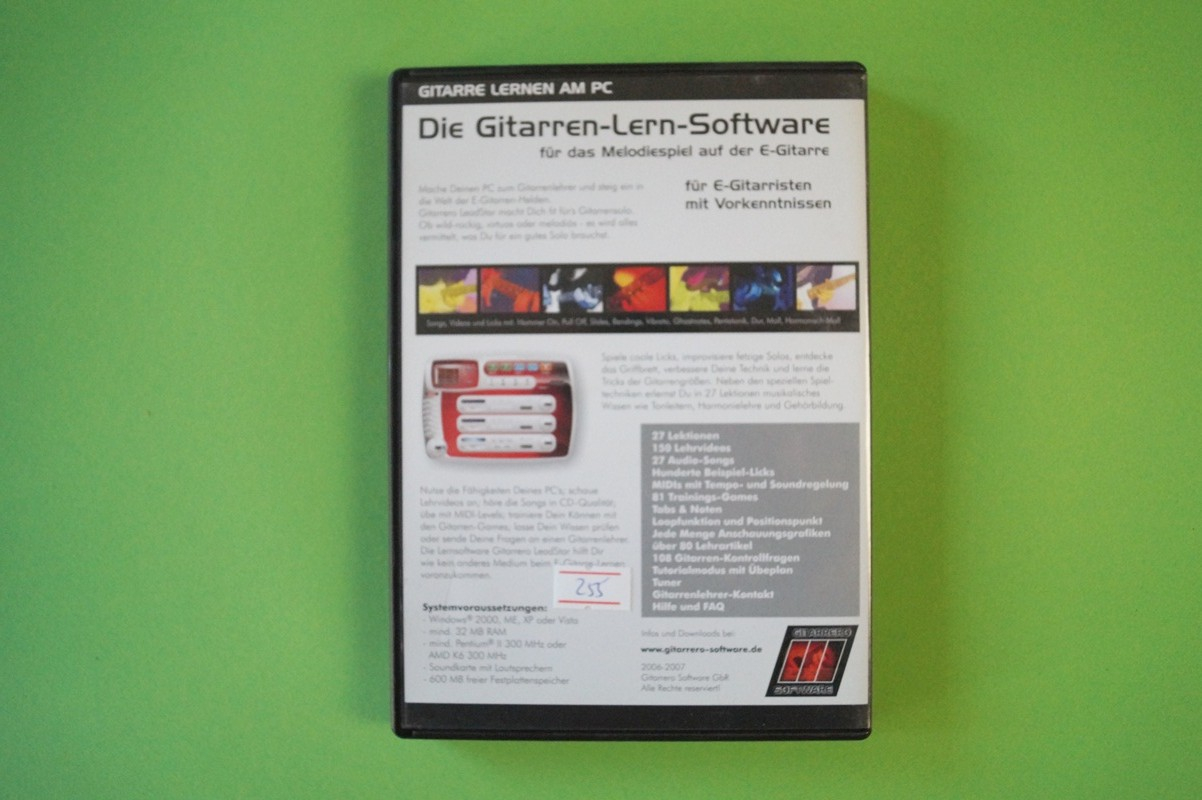 GITARRE LERNEN AM PC
Die Gitarren-Lern-Software
für das Melodiespiel auf der E-Gitarre
Mache Deinen PC zum Gitarrenlehrer und steig ein in
die Welt der E-Gitarren-Helden.
Gitarrero LeadStar macht Dich fit fürs Gitarrensolo.
Ob wild-rockig, virtuos oder melodiös - es wird alles
vermittelt, was Du für ein gutes Solo brauchst.
für E-Gitarristen
mit Vorkenntnissen
Songs, Videos und Licks mit: Hammer On, Pull Off, Slides, Bendings, Vibrato, Ghostnotes, Pentatonik, Dur, Moll, Harmonisch Moll
Spiele coole Licks, improvisiere fetzige Solos, entdecke
das Griffbrett, verbessere Deine Technik und lerne die
Tricks der Gitarrengrößen. Neben den speziellen Spiel-
techniken erlernst Du in 27 Lektionen musikalisches
Wissen wie Tonleitern, Harmonielehre und Gehörbildung.
27 Lektionen
150 Lehrvideos
27 Audio-Songs
Hunderte Beispiel-Licks
MIDIs mit Tempo- und Soundregelung
81 Trainings-Games
Tabs & Noten
Loopfunktion und Positionspunkt
Jede Menge Anschauungsgrafiken
über 80 Lehrartikel
108 Gitarren-Kontrollfragen
Tutorialmodus mit Übeplan
Tuner
Gitarrenlehrer-Kontakt
Hilfe und FAQ
Nutze die Fähigkeiten Deines PC's, schaue
Lehrvideos an, höre die Songs in CD-Qualität,
übe mit MIDI-Levels, trainiere Dein Können mit
den Gitarren-Games, lasse Dein Wissen prüfen
oder sende Deine Fragen an einen Gitarrenlehrer.
Die Lernsoftware Gitarrero LeadStar hilft Dir
wie kein anderes Medium beim E-Gitarre-Lernen
voranzukommen.
255
Systemvoraussetzungen:
- Windows® 2000, ME, XP oder Vista
- mind. 32 MB RAM
- mind. Pentium® II 300 MHz oder
AMD K6 300 MHz
- Soundkarte mit Lautsprechern
- 600 MB freier Festplattenspeicher
Infos und Downloads bei:
www.gitarrero-software.de
2006-2007
Gitarrero Software GbR
Alle Rechte reserviert!
GITARRERO
SOFTWARE